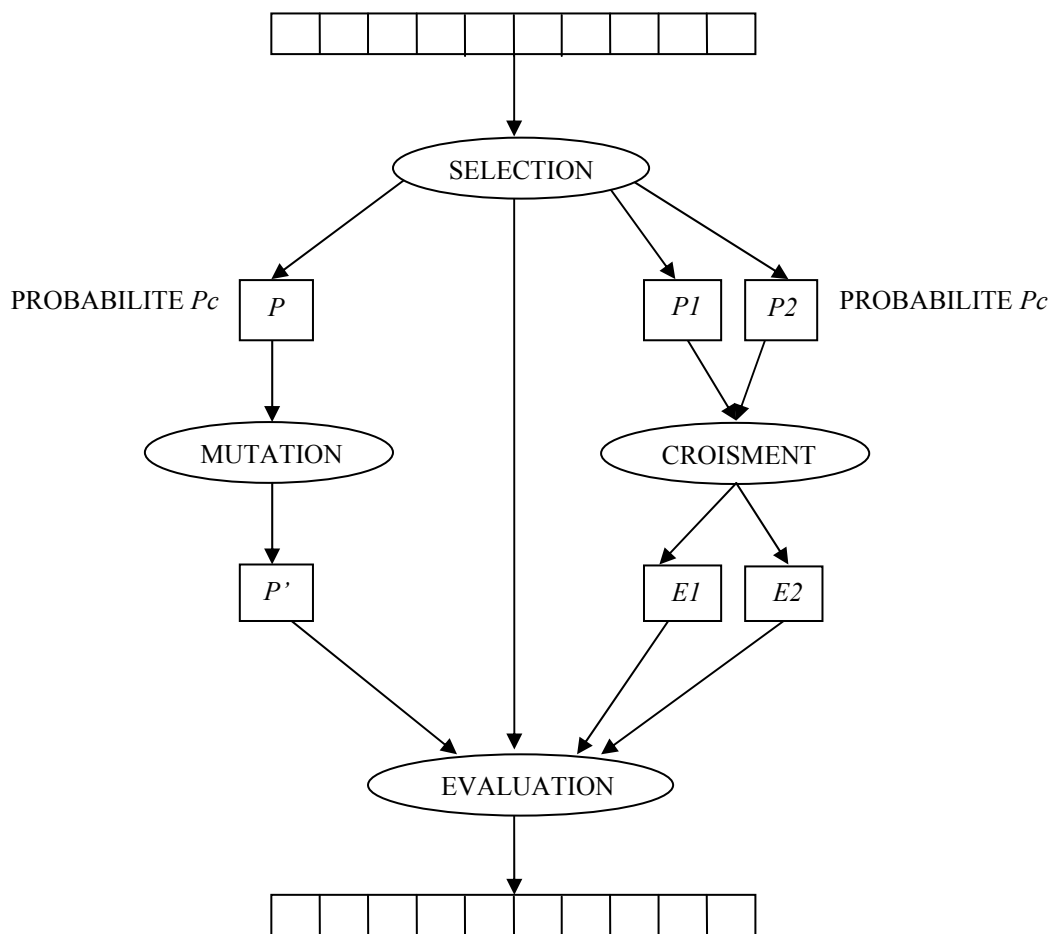 SELECTION
PROBABILITE Pc
P
P1
P2
PROBABILITE Pc
MUTATION
CROISMENT
P’
E1
E2
EVALUATION